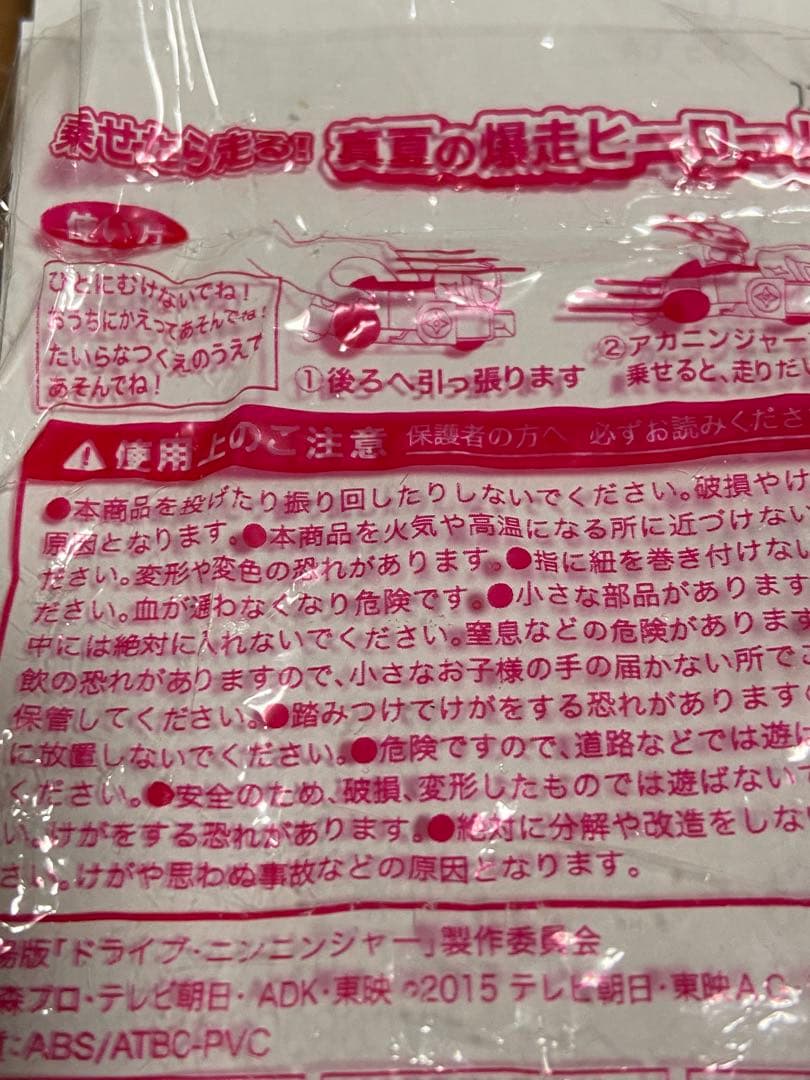 乗せたら走る! 真夏の爆走ヒーロー
使い方
ひとにむけないでね!
おうちにかえってあそんでね!
たいらなつくえのうえで
あそんでね!
①後ろへ引っ張ります
②アカニンジャー
乗せると、走りだ
使用上のご注意 保護者の方へ 必ずお読みくださ
●本商品を投げたり振り回したりしないでください。破損やけ
原因となります。●本商品を火気や高温になる所に近づけない
ださい。変形や変色の恐れがあります。●指に紐を巻き付けない
ださい。血が通わなくなり危険です。●小さな部品があります
中には絶対に入れないでください。窒息などの危険があります
飲の恐れがありますので、小さなお子様の手の届かない所で
保管してください。●踏みつけてけがをする恐れがあります
に放置しないでください。●危険ですので、道路などでは遊
ください。●安全のため、破損、変形したものでは遊ばない
い。けがをする恐れがあります。●絶対に分解や改造をしな
さい。けがや思わぬ事故などの原因となります。
場版「ドライブ・ニンニンジャー」製作委員会
森プロ・テレビ朝日・ADK・東映 ©2015 テレビ朝日・東映A.G
:ABS/ATBC-PVC